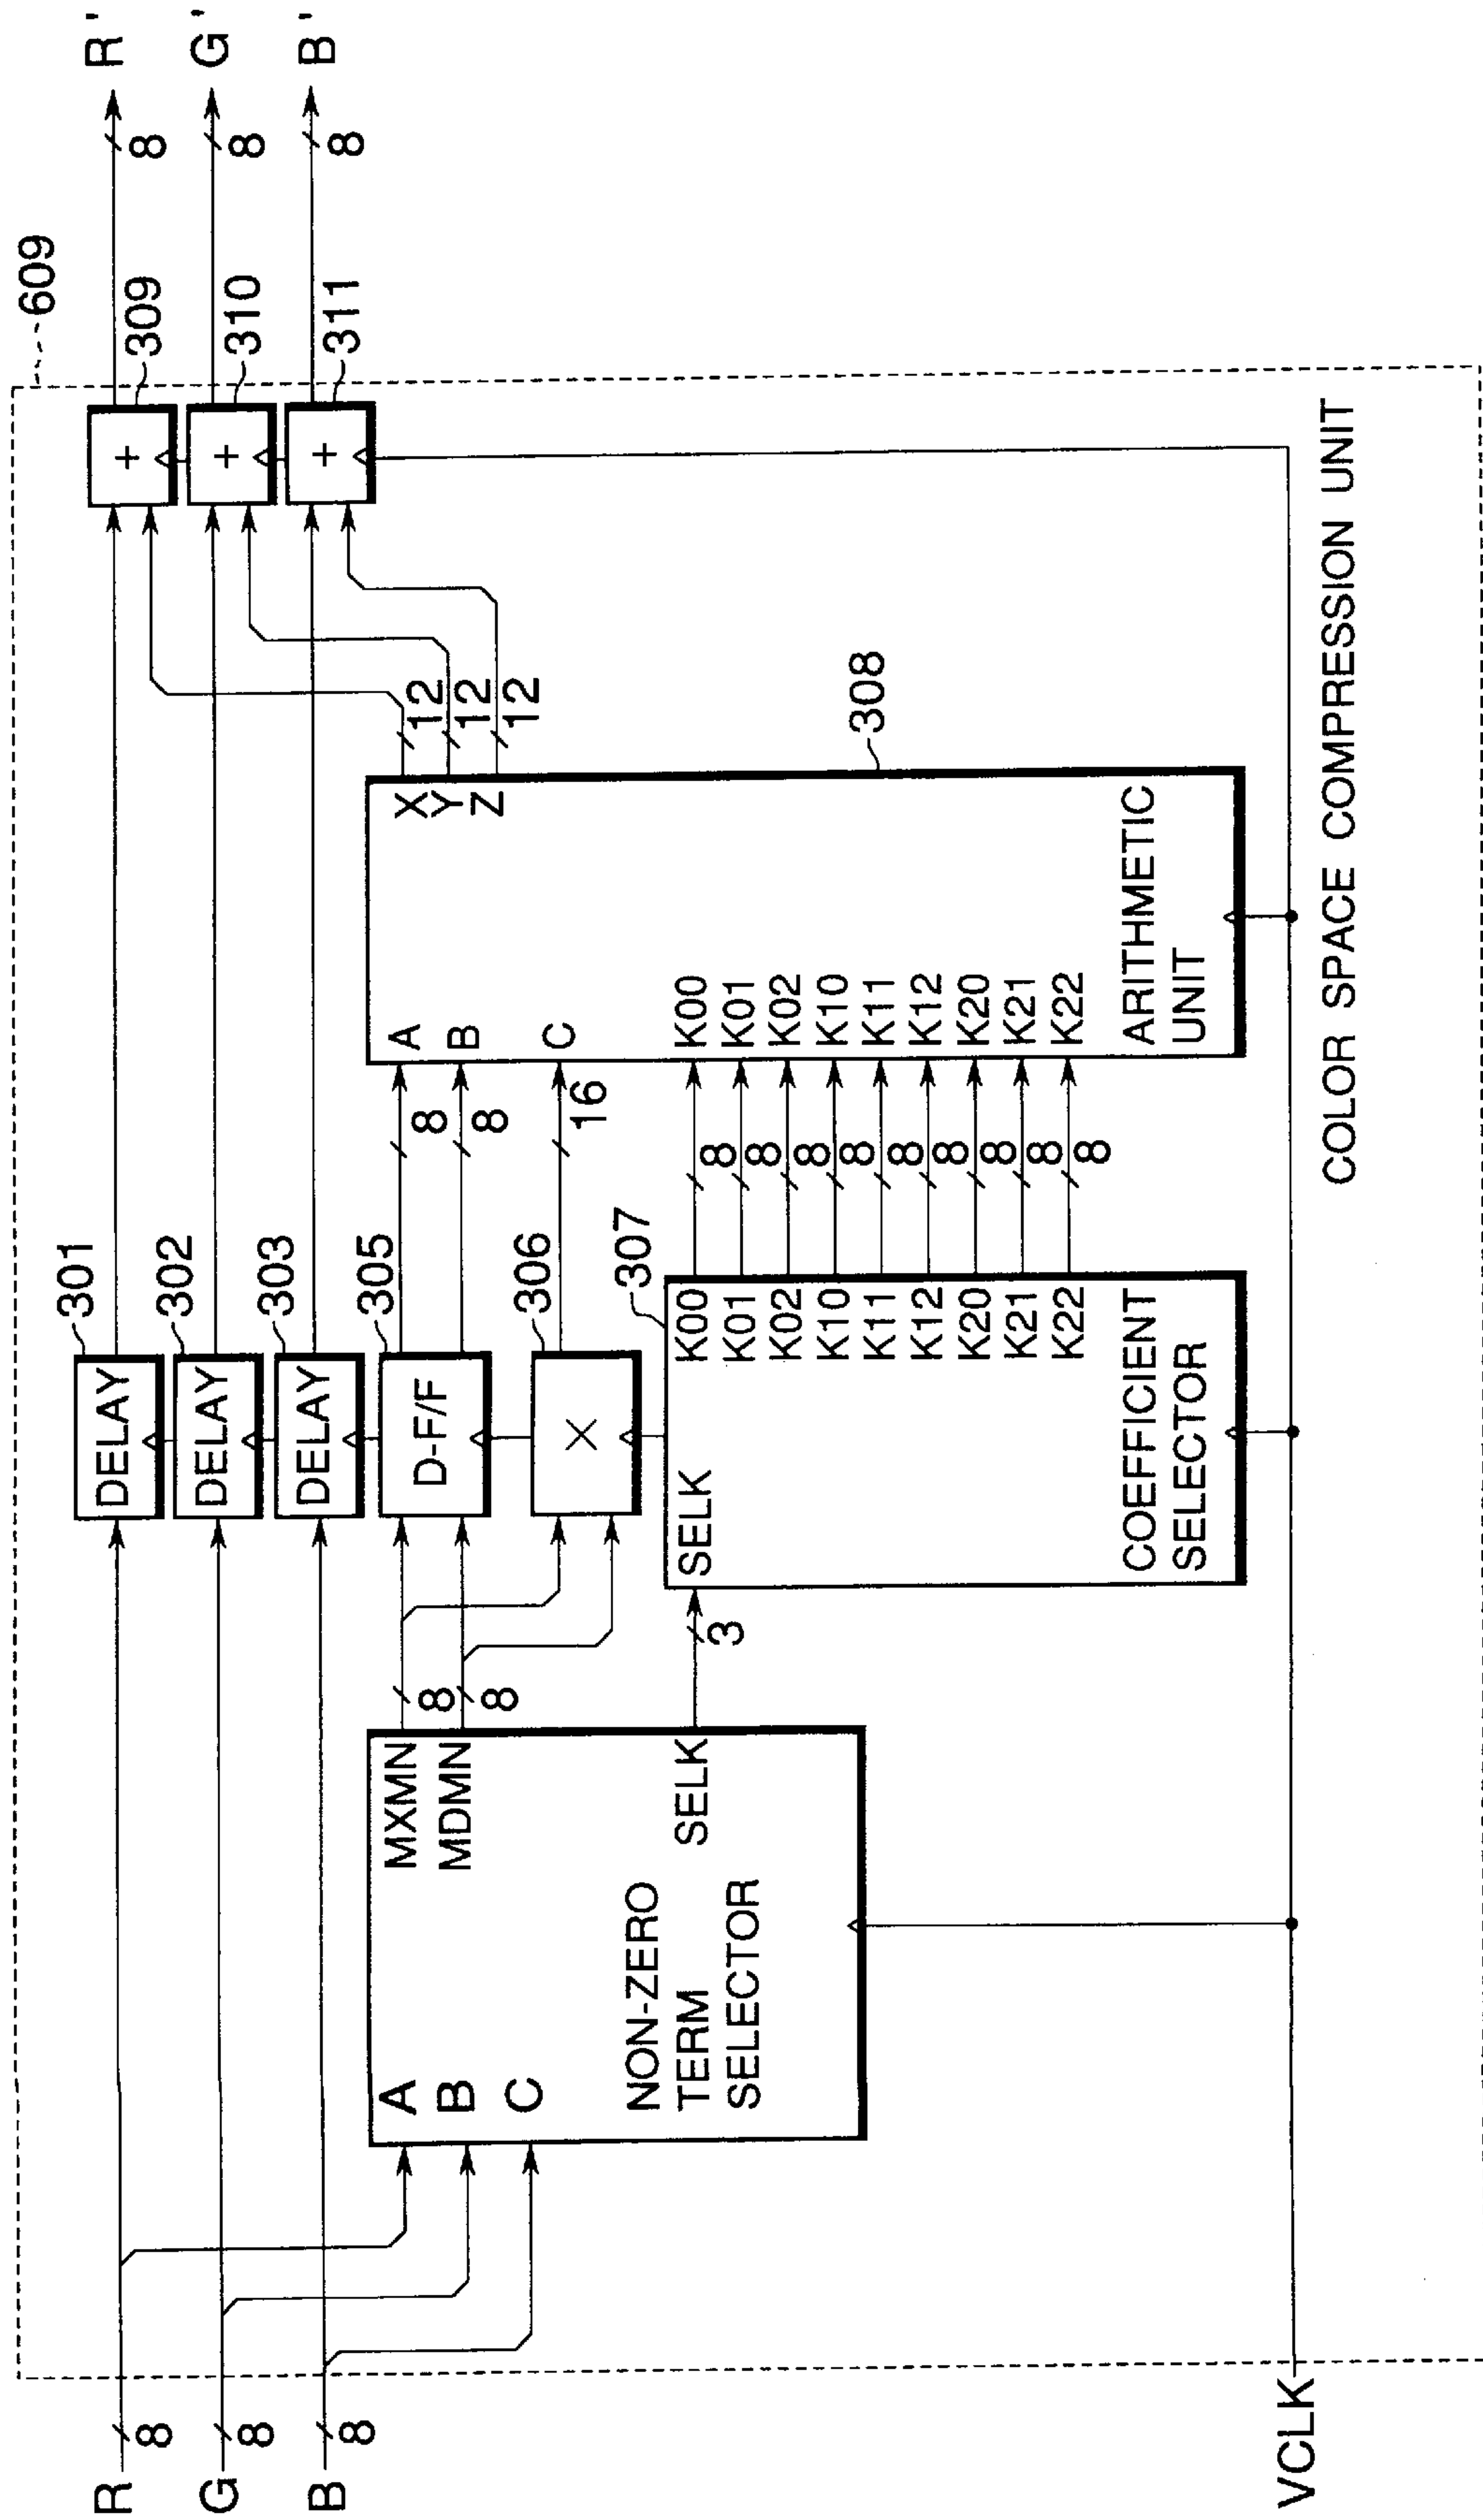 R
8
G
8
B
8
VCLK
A
B
C
NON-ZERO
TERM
SELECTOR
MXMN
MDMN
SELK
8
8
3
DELAY
301
DELAY
302
DELAY
303
D-F/F
305
×
306
307
SELK
K00
K01
K02
K10
K11
K12
K20
K21
K22
COEFFICIENT
SELECTOR
8
8
16
8
8
8
8
8
8
8
8
8
A
B
C
K00
K01
K02
K10
K11
K12
K20
K21
K22
ARITHMETIC
UNIT
X
Y
Z
308
12
12
12
+
309
+
310
+
311
609
8
R'
8
G'
8
B'
COLOR SPACE COMPRESSION UNIT